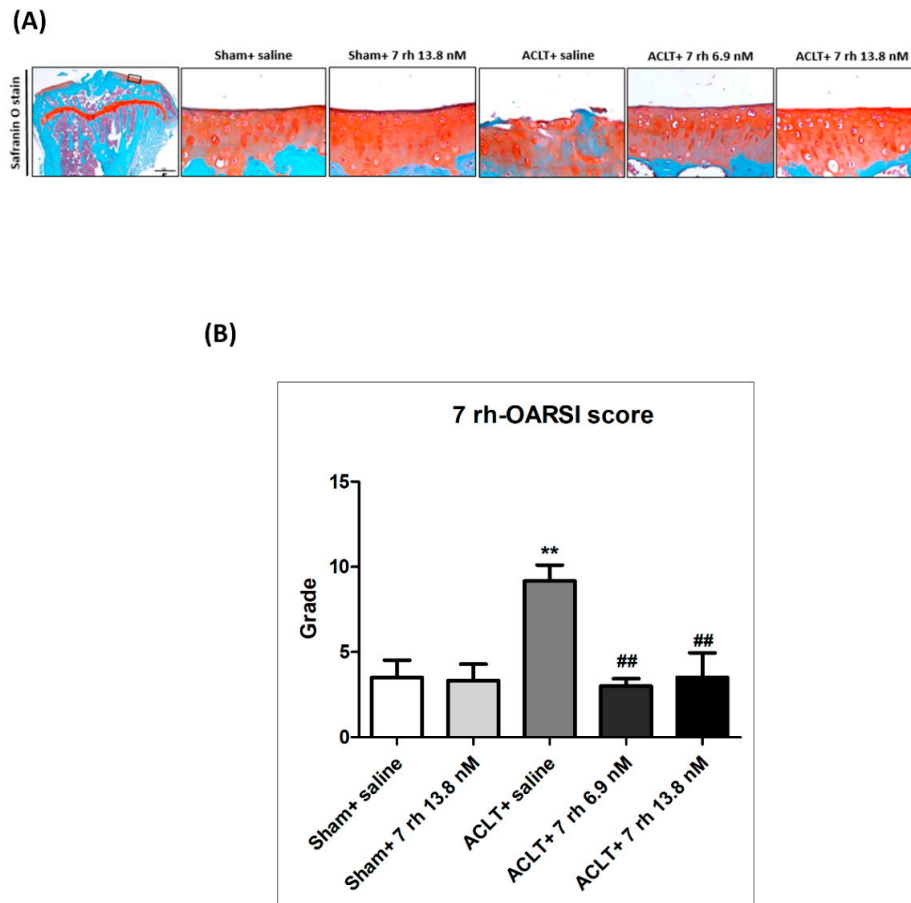 (A)
Sham+ saline
Sham+ 7 rh 13.8 nM
ACLT+ saline
ACLT+ 7 rh 6.9 nM
ACLT+ 7 rh 13.8 nM
Safranin O stain
(B)
7 rh-OARSI score
15
10
5
0
Grade
**
##
##
Sham+ saline
Sham+ 7 rh 13.8 nM
ACLT+ saline
ACLT+ 7 rh 6.9 nM
ACLT+ 7 rh 13.8 nM